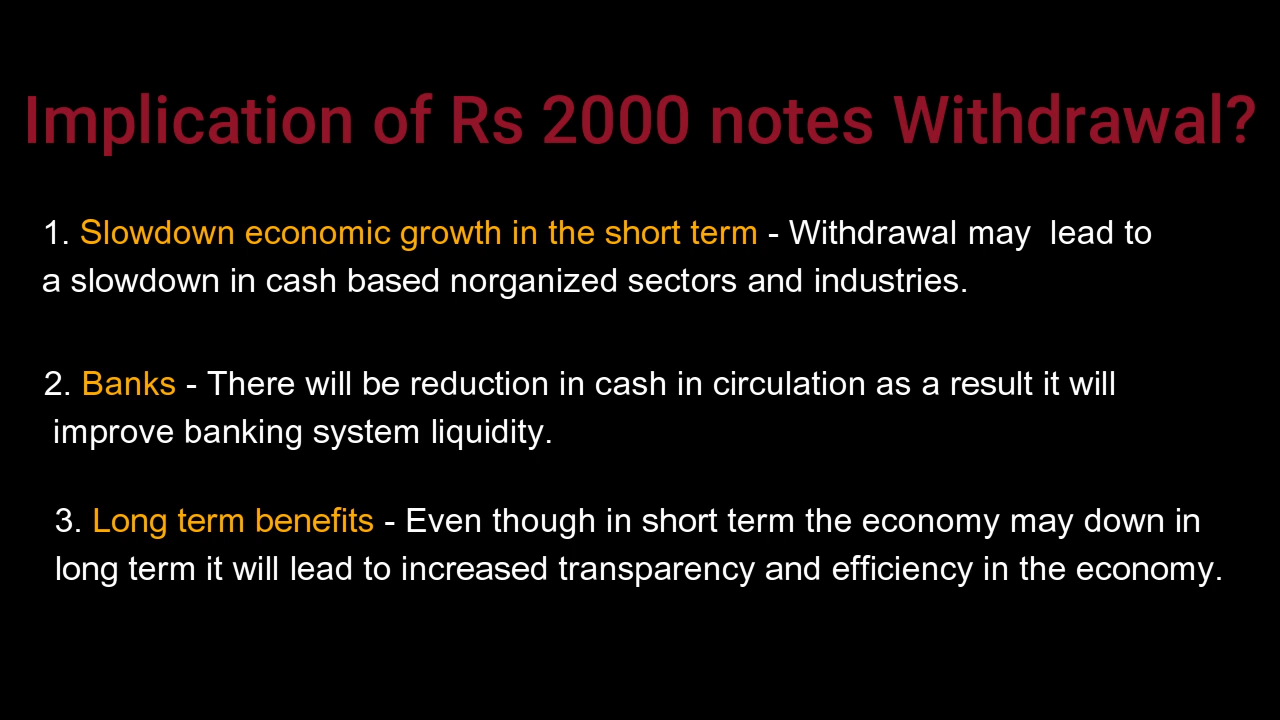 Implication of Rs 2000 notes Withdrawal?
1. Slowdown economic growth in the short term - Withdrawal may  lead to
a slowdown in cash based norganized sectors and industries.
2. Banks - There will be reduction in cash in circulation as a result it will
improve banking system liquidity.
3. Long term benefits - Even though in short term the economy may down in
long term it will lead to increased transparency and efficiency in the economy.